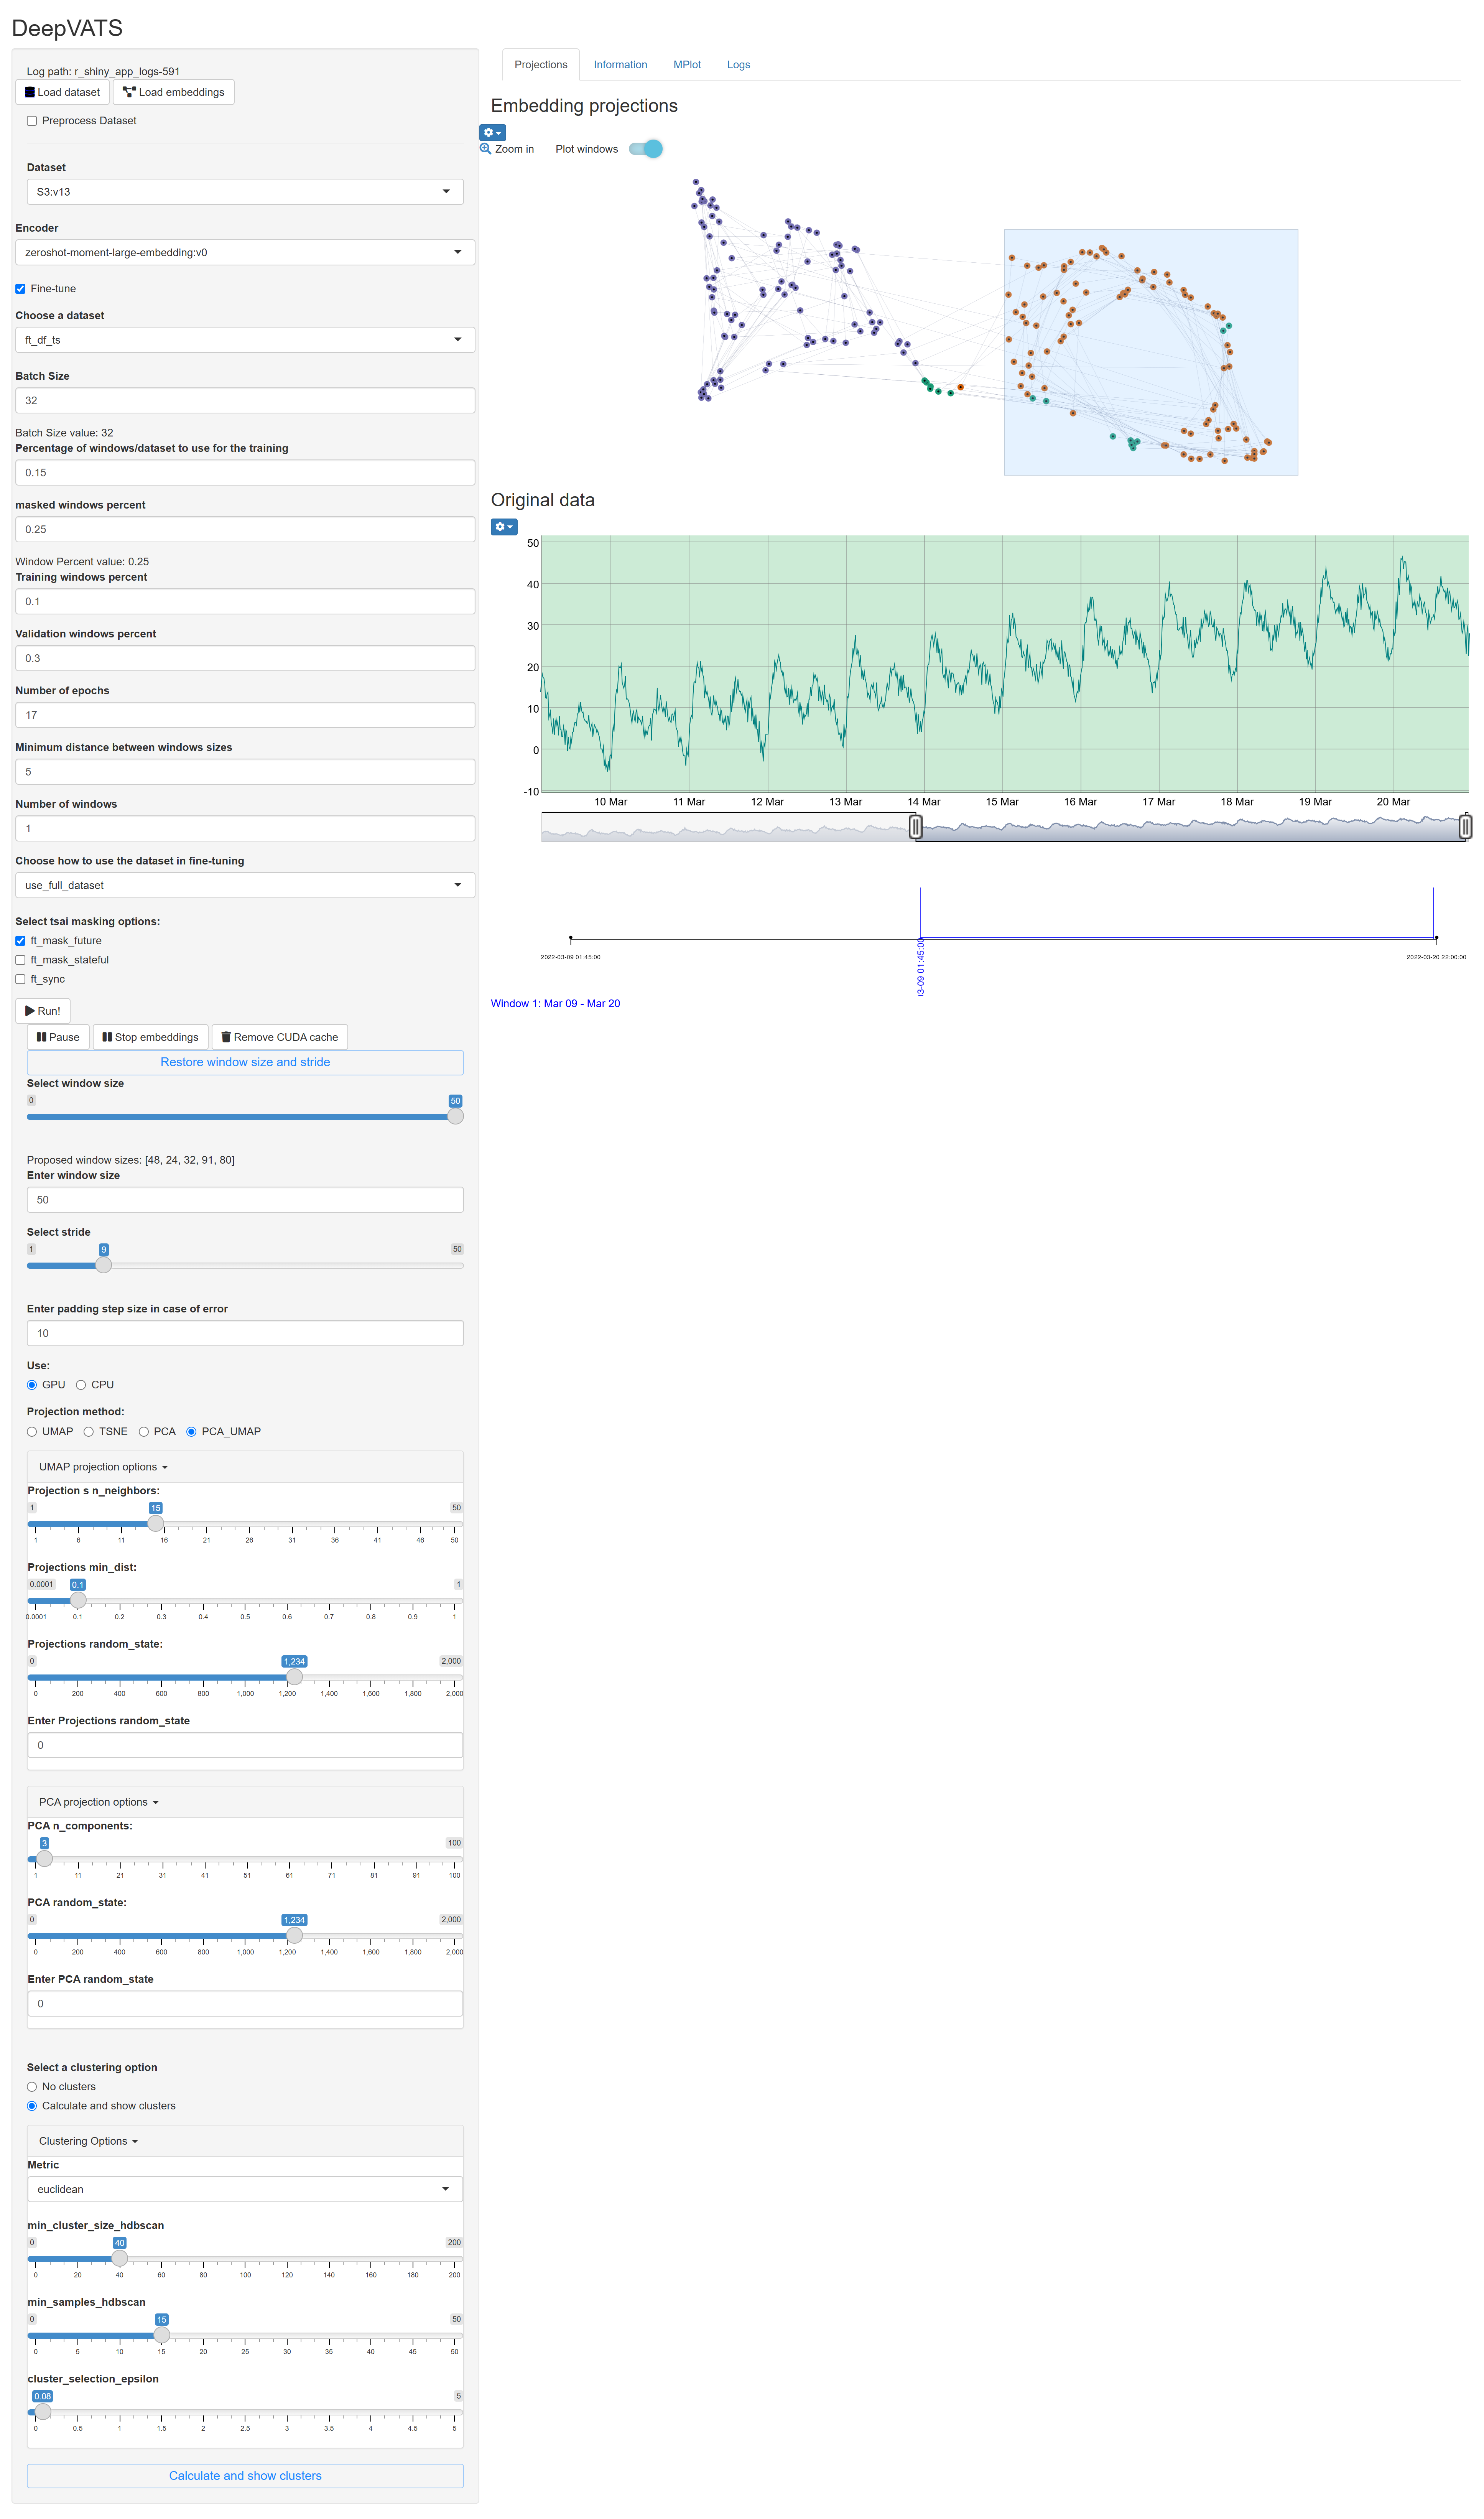 DeepVATS
Log path: r_shiny_app_logs-591
Load dataset Load embeddings
Preprocess Dataset
Dataset
S3:v13
Encoder
zeroshot-moment-large-embedding:v0
Fine-tune
Choose a dataset
ft_df_ts
Batch Size
32
Batch Size value: 32
Percentage of windows/dataset to use for the training
0.15
masked windows percent
0.25
Window Percent value: 0.25
Training windows percent
0.1
Validation windows percent
0.3
Number of epochs
17
Minimum distance between windows sizes
5
Number of windows
1
Choose how to use the dataset in fine-tuning
use_full_dataset
Select tsai masking options:
ft_mask_future
ft_mask_stateful
ft_sync
Run!
Pause Stop embeddings Remove CUDA cache
Restore window size and stride
Select window size
0 50
Proposed window sizes: [48, 24, 32, 91, 80]
Enter window size
50
Select stride
1 9 50
Enter padding step size in case of error
10
Use:
GPU CPU
Projection method:
UMAP TSNE PCA PCA_UMAP
UMAP projection options
Projection s n_neighbors:
1 15 50
1 6 11 16 21 26 31 36 41 46 50
Projections min_dist:
0.0001 0.1 1
0.0001 0.1 0.2 0.3 0.4 0.5 0.6 0.7 0.8 0.9 1
Projections random_state:
0 1,234 2,000
0 200 400 600 800 1,000 1,200 1,400 1,600 1,800 2,000
Enter Projections random_state
0
PCA projection options
PCA n_components:
3 100
1 11 21 31 41 51 61 71 81 91 100
PCA random_state:
0 1,234 2,000
0 200 400 600 800 1,000 1,200 1,400 1,600 1,800 2,000
Enter PCA random_state
0
Select a clustering option
No clusters
Calculate and show clusters
Clustering Options
Metric
euclidean
min_cluster_size_hdbscan
0 40 200
0 20 40 60 80 100 120 140 160 180 200
min_samples_hdbscan
0 15 50
0 5 10 15 20 25 30 35 40 45 50
cluster_selection_epsilon
0.08 5
0 0.5 1 1.5 2 2.5 3 3.5 4 4.5 5
Calculate and show clusters
Projections Information MPlot Logs
Embedding projections
Zoom in Plot windows
Original data
50
40
30
20
10
0
-10
10 Mar 11 Mar 12 Mar 13 Mar 14 Mar 15 Mar 16 Mar 17 Mar 18 Mar 19 Mar 20 Mar
2022-03-09 01:45:00 2022-03-20 22:00:00
3-09 01:45:00
Window 1: Mar 09 - Mar 20